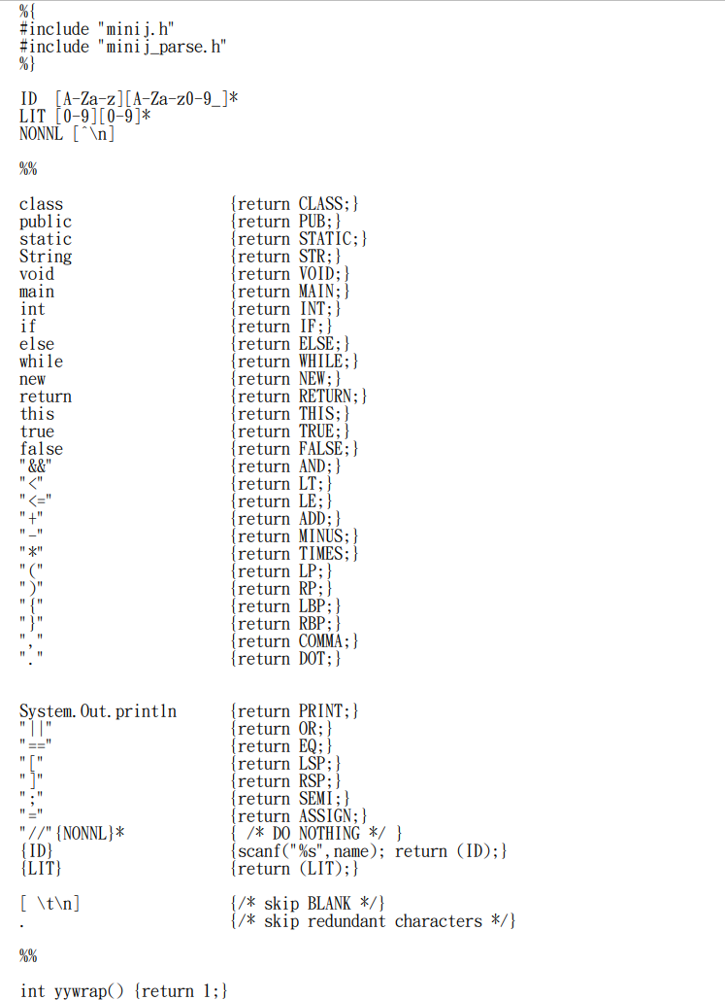 %{
#include "minij.h"
#include "minij_parse.h"
%}
ID  [A-Za-z][A-Za-z0-9_]*
LIT [0-9][0-9]*
NONNL [^\n]
%%
class {return CLASS;}
public {return PUB;}
static {return STATIC;}
String {return STR;}
void {return VOID;}
main {return MAIN;}
int {return INT;}
if {return IF;}
else {return ELSE;}
while {return WHILE;}
new {return NEW;}
return {return RETURN;}
this {return THIS;}
true {return TRUE;}
false {return FALSE;}
"&&" {return AND;}
"<" {return LT;}
"<=" {return LE;}
"+" {return ADD;}
"-" {return MINUS;}
"*" {return TIMES;}
"(" {return LP;}
")" {return RP;}
"{" {return LBP;}
"}" {return RBP;}
"," {return COMMA;}
"." {return DOT;}
System.Out.println {return PRINT;}
"||" {return OR;}
"==" {return EQ;}
"[" {return LSP;}
"]" {return RSP;}
";" {return SEMI;}
"=" {return ASSIGN;}
"//"{NONNL}* { /* DO NOTHING */ }
{ID} {scanf("%s",name); return (ID);}
{LIT} {return (LIT);}
[ \t\n] {/* skip BLANK */}
. {/* skip redundant characters */}
%%
int yywrap() {return 1;}